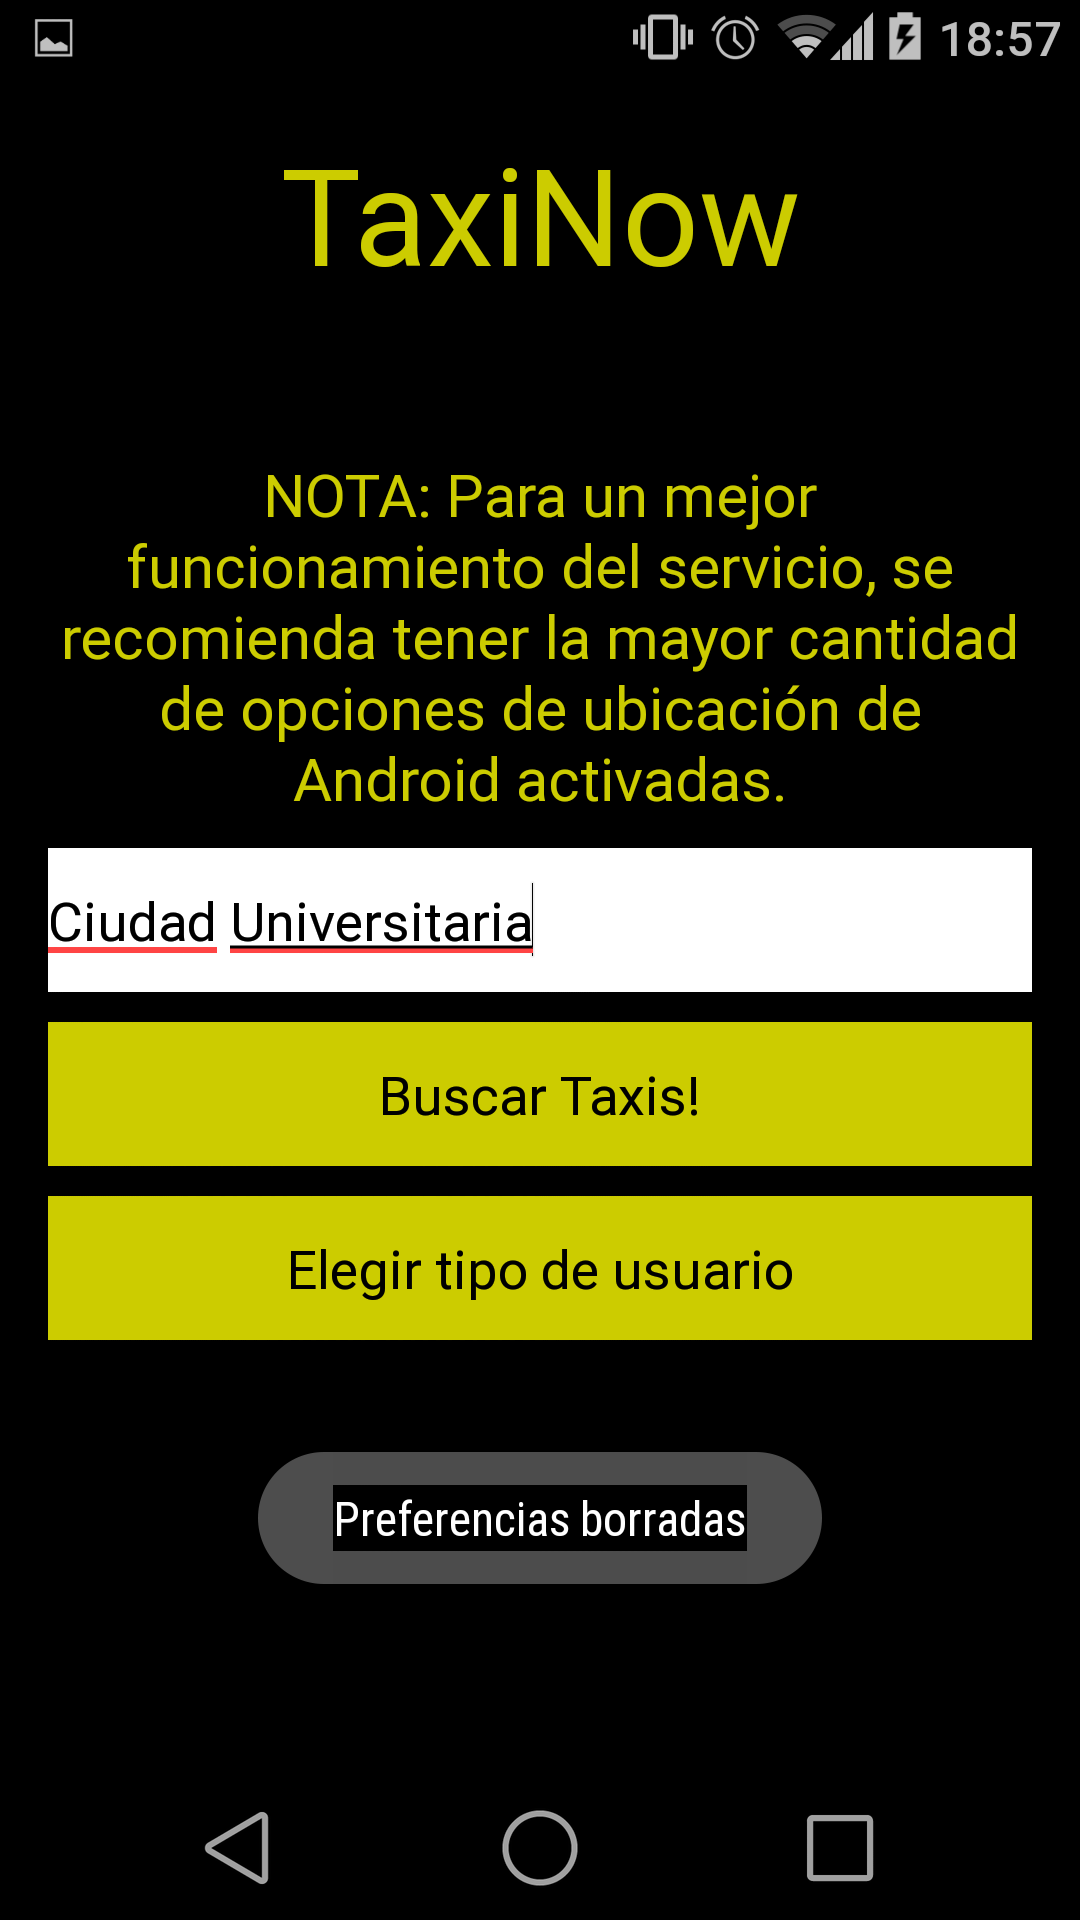 18:57
TaxiNow
NOTA: Para un mejor
funcionamiento del servicio, se
recomienda tener la mayor cantidad
de opciones de ubicación de
Android activadas.
Ciudad Universitaria
Buscar Taxis!
Elegir tipo de usuario
Preferencias borradas